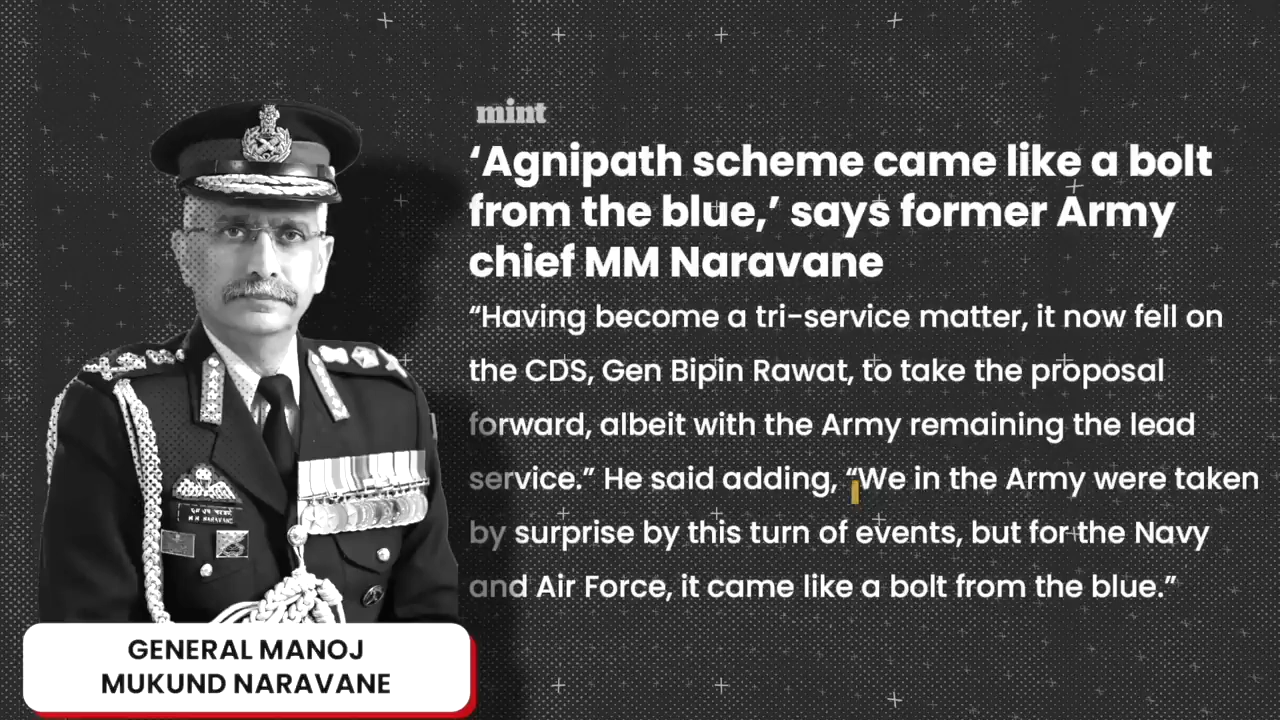 mint
‘Agnipath scheme came like a bolt
from the blue,’ says former Army
chief MM Naravane
“Having become a tri-service matter, it now fell on
the CDS, Gen Bipin Rawat, to take the proposal
forward, albeit with the Army remaining the lead
service.” He said adding, “We in the Army were taken
by surprise by this turn of events, but for the Navy
and Air Force, it came like a bolt from the blue.”
M M NARAVANE
GENERAL MANOJ
MUKUND NARAVANE